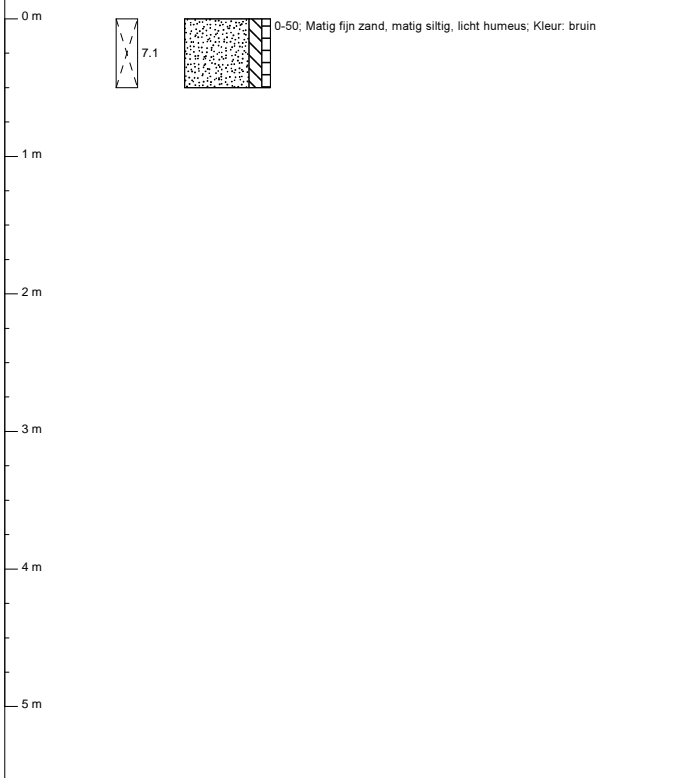 0 m
0-50; Matig fijn zand, matig siltig, licht humeus; Kleur: bruin
7.1
1 m
2 m
3 m
4 m
5 m